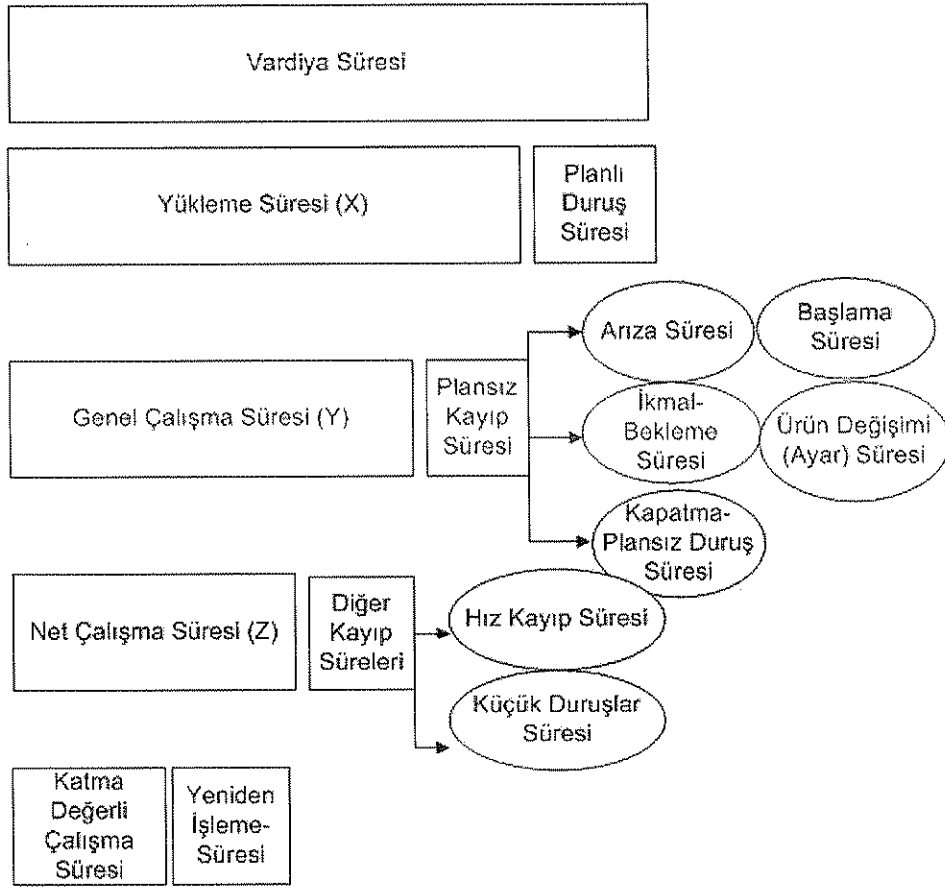 Vardiya Süresi
Yükleme Süresi (X)
Planlı
Duruş
Süresi
Genel Çalışma Süresi (Y)
Plansız
Kayıp
Süresi
Arıza Süresi
Başlama
Süresi
İkmal-
Bekleme
Süresi
Ürün Değişimi
(Ayar) Süresi
Kapatma-
Plansız Duruş
Süresi
Net Çalışma Süresi (Z)
Diğer
Kayıp
Süreleri
Hız Kayıp Süresi
Küçük Duruşlar
Süresi
Katma
Değerli
Çalışma
Süresi
Yeniden
İşleme-
Süresi